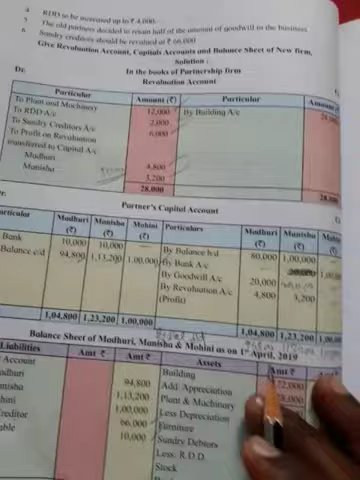 4 RDD to be increased up to ₹ 4,000.
5 The old partners decided to retain half of the amount of goodwill in the business.
6 Sundry creditors should be revalued at ₹ 66,000
Give Revaluation Account, Capitals Accounts and Balance Sheet of New firm.
Solution :
In the books of Partnership firm
Revaluation Account
Dr.
Particular Amount (₹) Particular Amount
To Plant and Machinery 12,000 By Building A/c 28,000
To RDD A/c 2,000
To Sundry Creditors A/c 6,000
To Profit on Revaluation
transferred to Capital A/c
Madhuri 4,800
Manisha 3,200
28,000 28,000
Partner's Capital Account
Particular Madhuri (₹) Manisha (₹) Mohini (₹) Particulars Madhuri (₹) Manisha (₹)
Bank 10,000 10,000 — By Balance b/d 80,000 1,00,000
Balance c/d 94,800 1,13,200 1,00,000 By Bank A/c
By Goodwill A/c 20,000
By Revaluation A/c 4,800 3,200
(Profit)
1,04,800 1,23,200 1,00,000 1,04,800 1,23,200
Balance Sheet of Madhuri, Manisha & Mohini as on 1st April, 2019
Liabilities Amt ₹ Amt ₹ Assets Amt ₹
Account Building
94,800 Add Appreciation
1,13,200 Plant & Machinery
1,00,000 Less Depreciation
66,000 Furniture
10,000 Sundry Debtors
Less. R.D.D.
Stock